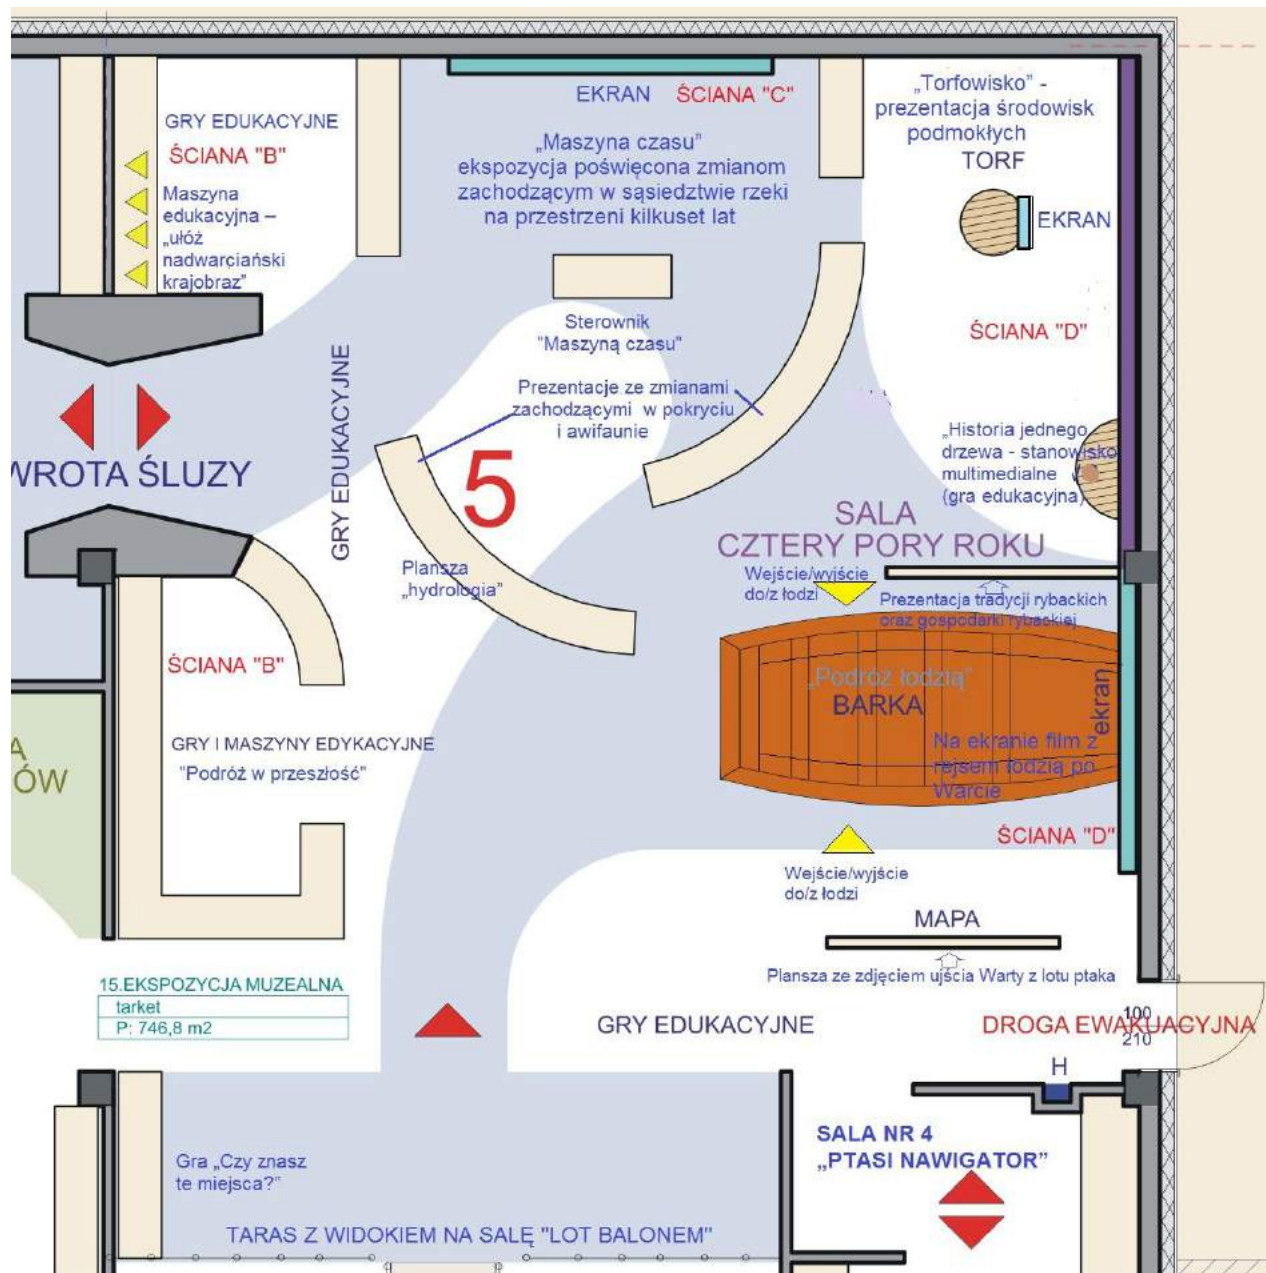 EKRAN
ŚCIANA "C"
„Torfowisko” -
prezentacja środowisk
podmokłych
TORF
EKRAN
GRY EDUKACYJNE
ŚCIANA "B"
Maszyna
edukacyjna –
„ułóż
nadwarciański
krajobraz”
„Maszyna czasu”
ekspozycja poświęcona zmianom
zachodzącym w sąsiedztwie rzeki
na przestrzeni kilkuset lat
Sterownik
"Maszyną czasu"
ŚCIANA "D"
Prezentacje ze zmianami
zachodzącymi w pokryciu
i awifaunie
GRY EDUKACYJNE
WROTA ŚLUZY
5
„Historia jednego
drzewa - stanowisko
multimedialne
(gra edukacyjna)
SALA
CZTERY PORY ROKU
Plansza
„hydrologia”
Wejście/wyjście
do/z łodzi
Prezentacja tradycji rybackich
oraz gospodarki rybackiej
ŚCIANA "B"
„Podróż łodzią”
BARKA
ekran
Na ekranie film z
rejsem łodzią po
Warcie
GRY I MASZYNY EDYKACYJNE
"Podróż w przeszłość"
A
ÓW
ŚCIANA "D"
Wejście/wyjście
do/z łodzi
MAPA
Plansza ze zdjęciem ujścia Warty z lotu ptaka
15.EKSPOZYCJA MUZEALNA
tarket
P: 746,8 m2
GRY EDUKACYJNE
DROGA EWAKUACYJNA
100
210
H
SALA NR 4
„PTASI NAWIGATOR”
Gra „Czy znasz
te miejsca?”
TARAS Z WIDOKIEM NA SALĘ "LOT BALONEM"